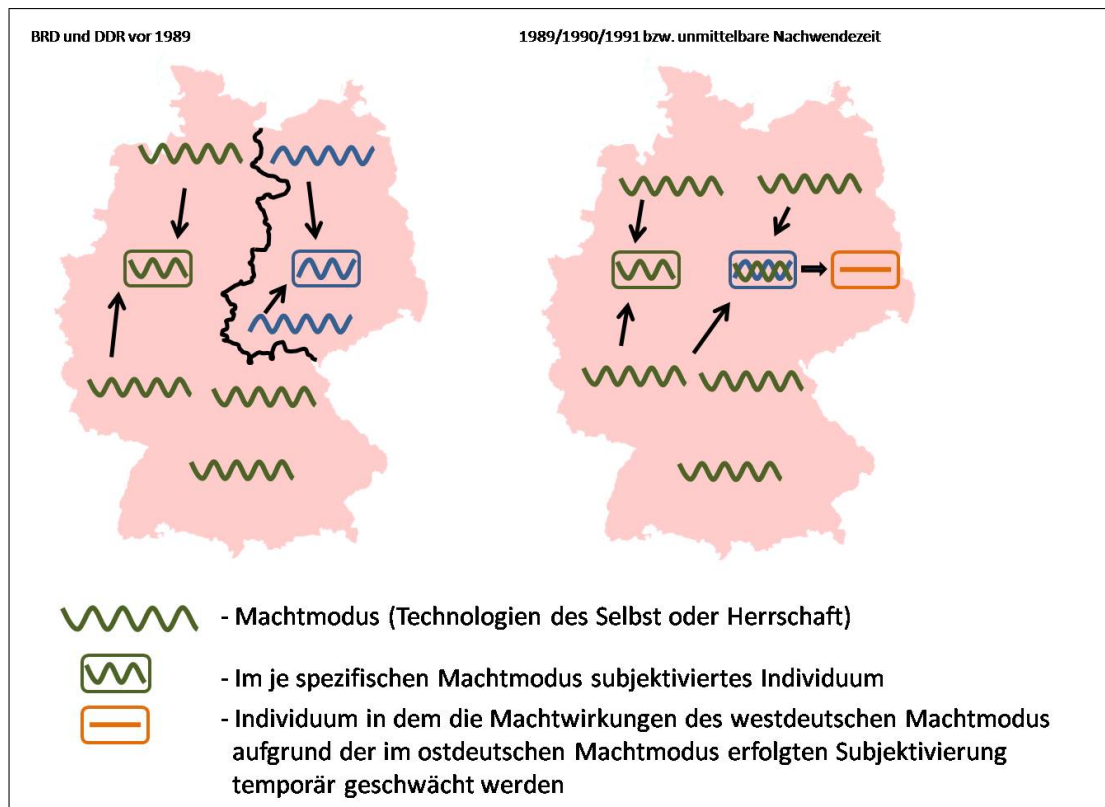 BRD und DDR vor 1989
1989/1990/1991 bzw. unmittelbare Nachwendezeit
- Machtmodus (Technologien des Selbst oder Herrschaft)
- Im je spezifischen Machtmodus subjektiviertes Individuum
- Individuum in dem die Machtwirkungen des westdeutschen Machtmodus
aufgrund der im ostdeutschen Machtmodus erfolgten Subjektivierung
temporär geschwächt werden